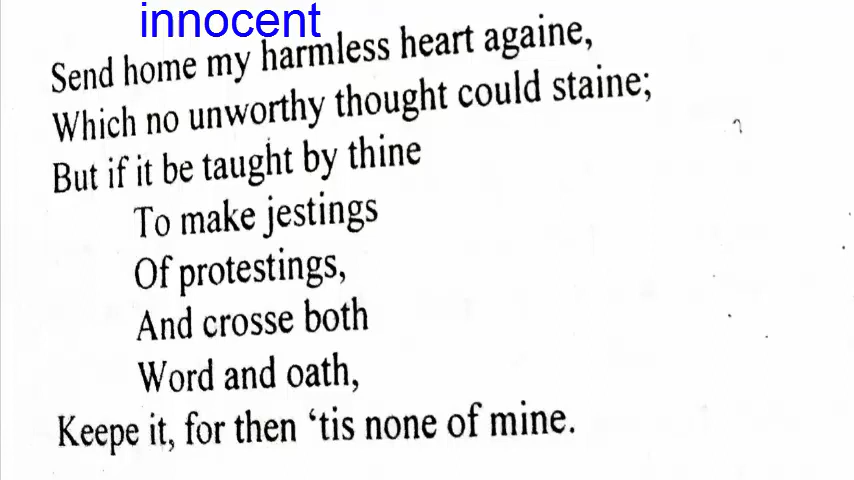 innocent
Send home my harmless heart againe,
Which no unworthy thought could staine;
But if it be taught by thine
To make jestings
Of protestings,
And crosse both
Word and oath,
Keepe it, for then ‘tis none of mine.